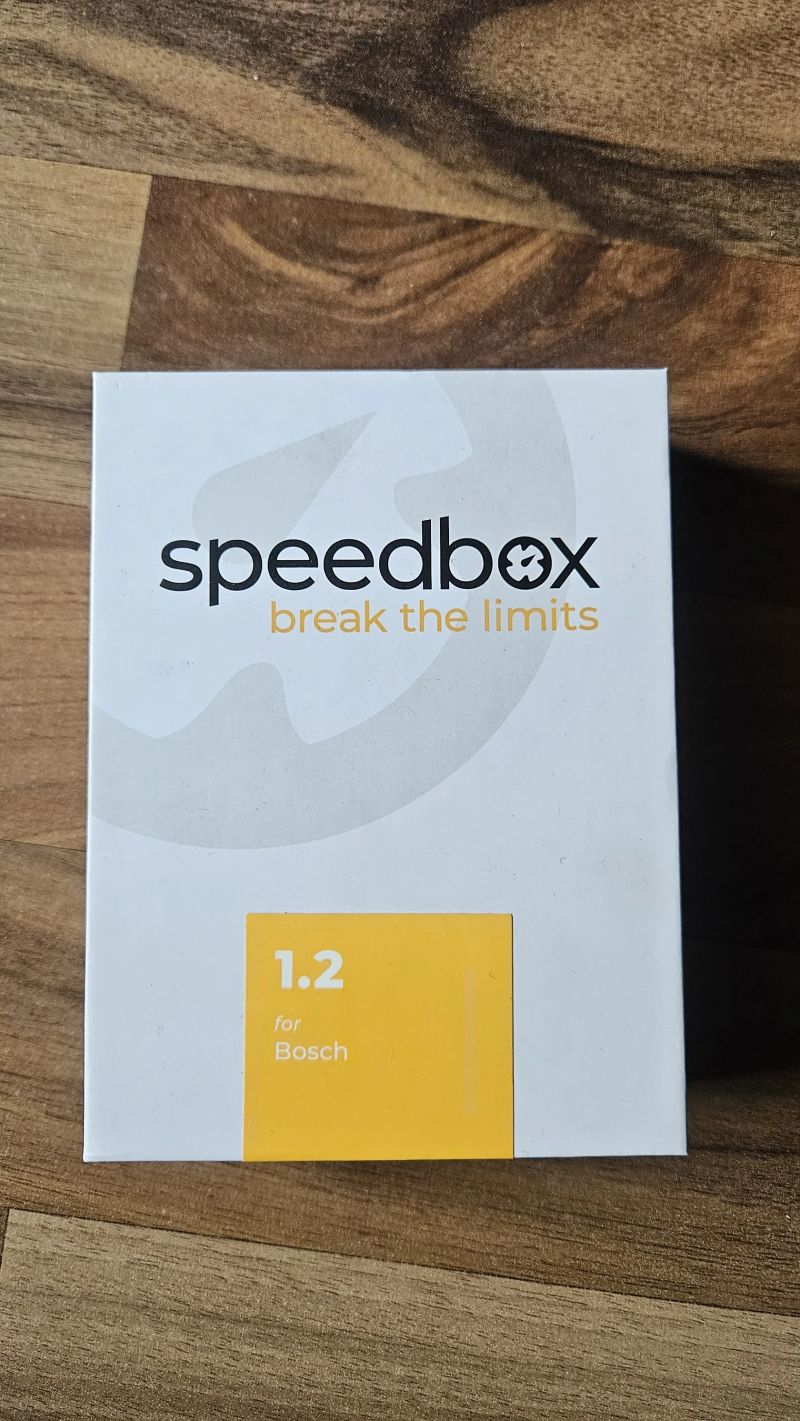 speedbox
break the limits
1.2
for
Bosch